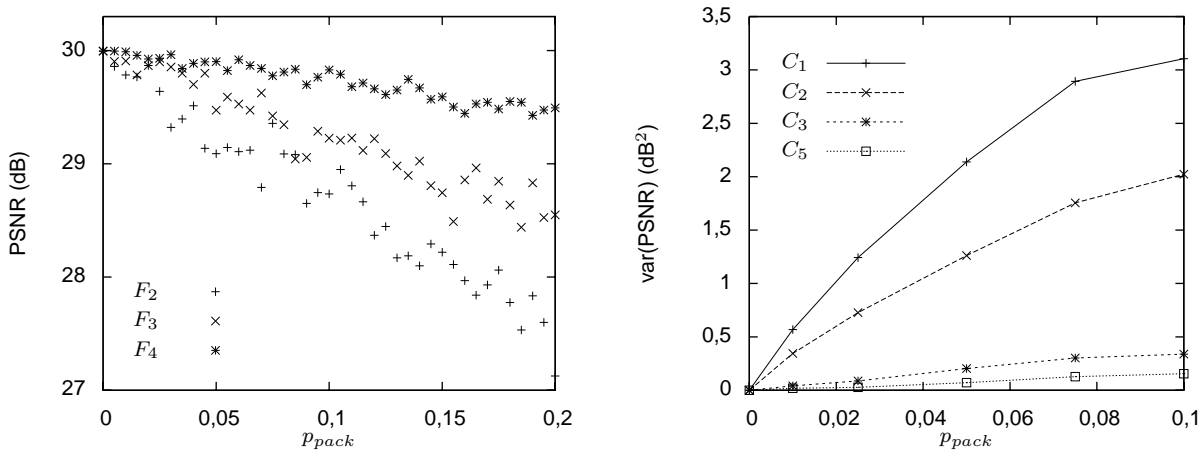 30
29
28
27
PSNR (dB)
F2
F3
F4
0
0,05
0,1
0,15
0,2
ppack
3,5
3
2,5
2
1,5
1
0,5
0
var(PSNR) (dB²)
C1
C2
C3
C5
0
0,02
0,04
0,06
0,08
0,1
ppack